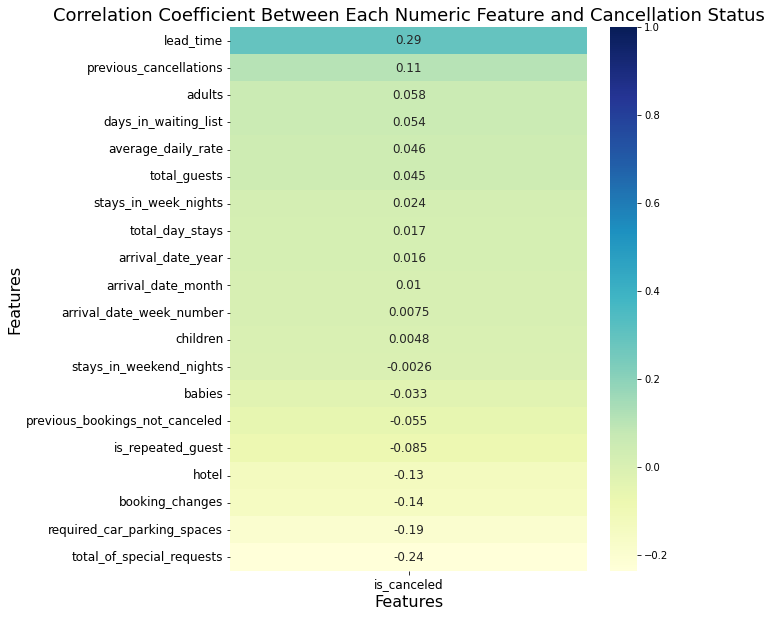 Correlation Coefficient Between Each Numeric Feature and Cancellation Status
lead_time 0.29
previous_cancellations 0.11
adults 0.058
days_in_waiting_list 0.054
average_daily_rate 0.046
total_guests 0.045
stays_in_week_nights 0.024
total_day_stays 0.017
arrival_date_year 0.016
arrival_date_month 0.01
arrival_date_week_number 0.0075
children 0.0048
stays_in_weekend_nights -0.0026
babies -0.033
previous_bookings_not_canceled -0.055
is_repeated_guest -0.085
hotel -0.13
booking_changes -0.14
required_car_parking_spaces -0.19
total_of_special_requests -0.24
Features
is_canceled
Features
1.0
0.8
0.6
0.4
0.2
0.0
−0.2